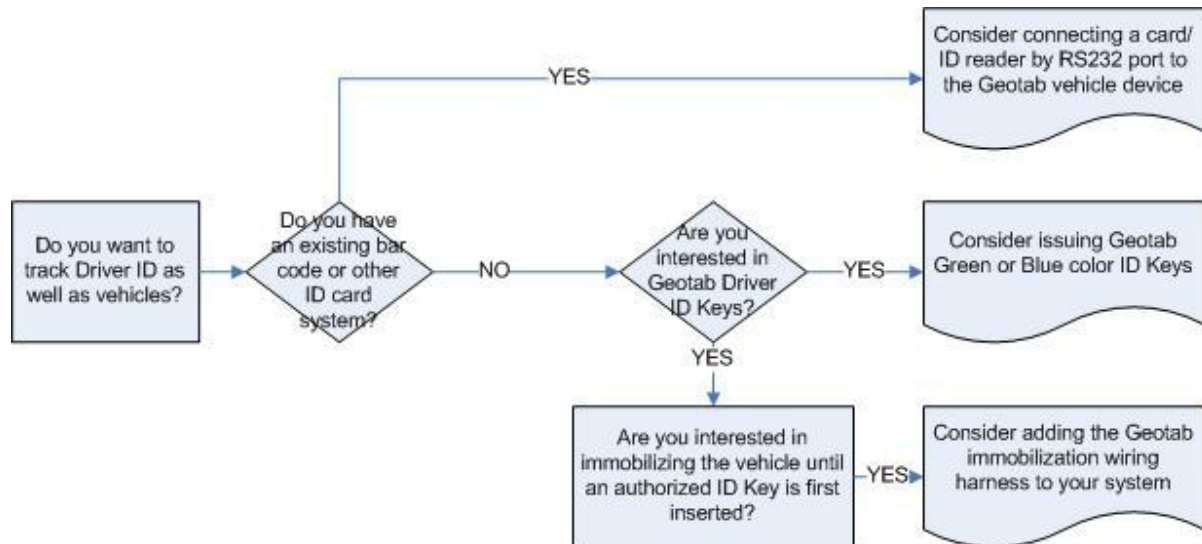 Consider connecting a card/
ID reader by RS232 port to
the Geotab vehicle device
YES
Do you want to
track Driver ID as
well as vehicles?
Do you have
an existing bar
code or other
ID card
system?
NO
Are you
interested in
Geotab Driver
ID Keys?
YES
Consider issuing Geotab
Green or Blue color ID Keys
YES
Are you interested in
immobilizing the vehicle until
an authorized ID Key is first
inserted?
YES
Consider adding the Geotab
immobilization wiring
harness to your system